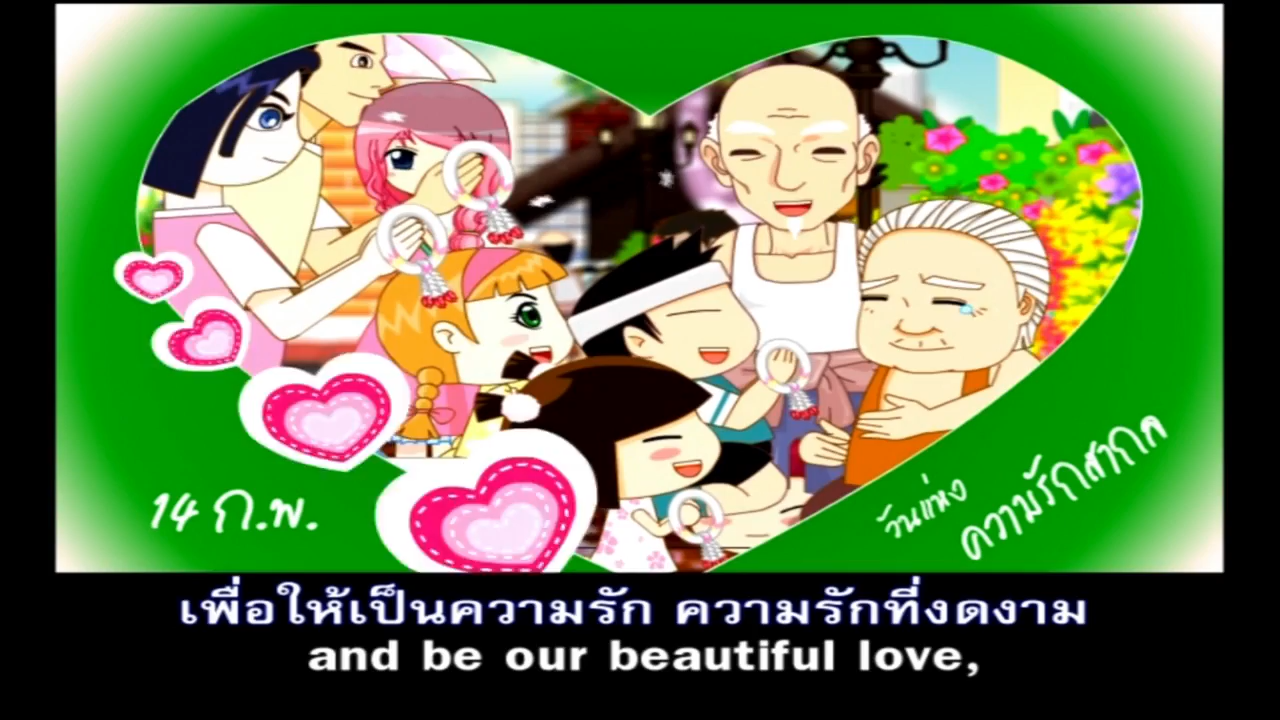 14 ก.พ.
วันแห่ง
ความรักสากล
เพื่อให้เป็นความรัก ความรักที่งดงาม
and be our beautiful love,